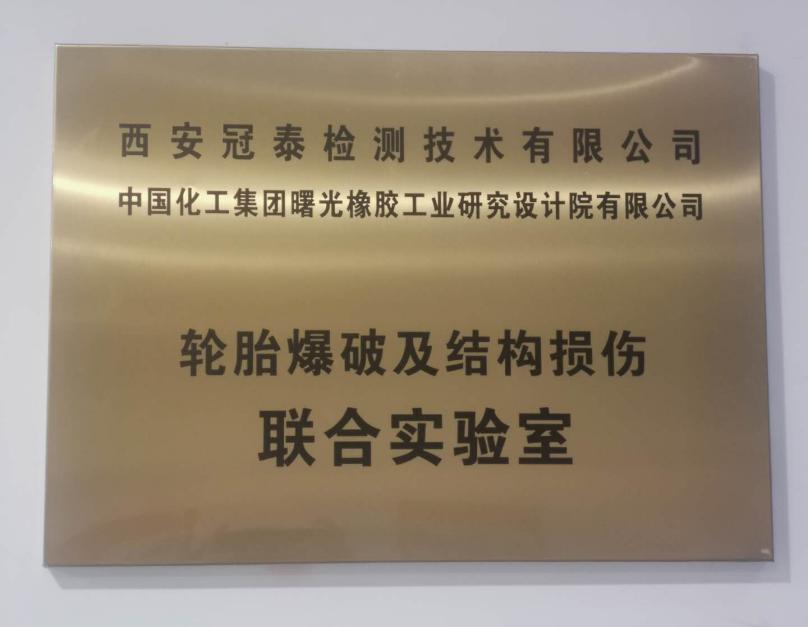 西安冠泰检测技术有限公司
中国化工集团曙光橡胶工业研究设计院有限公司
轮胎爆破及结构损伤
联合实验室